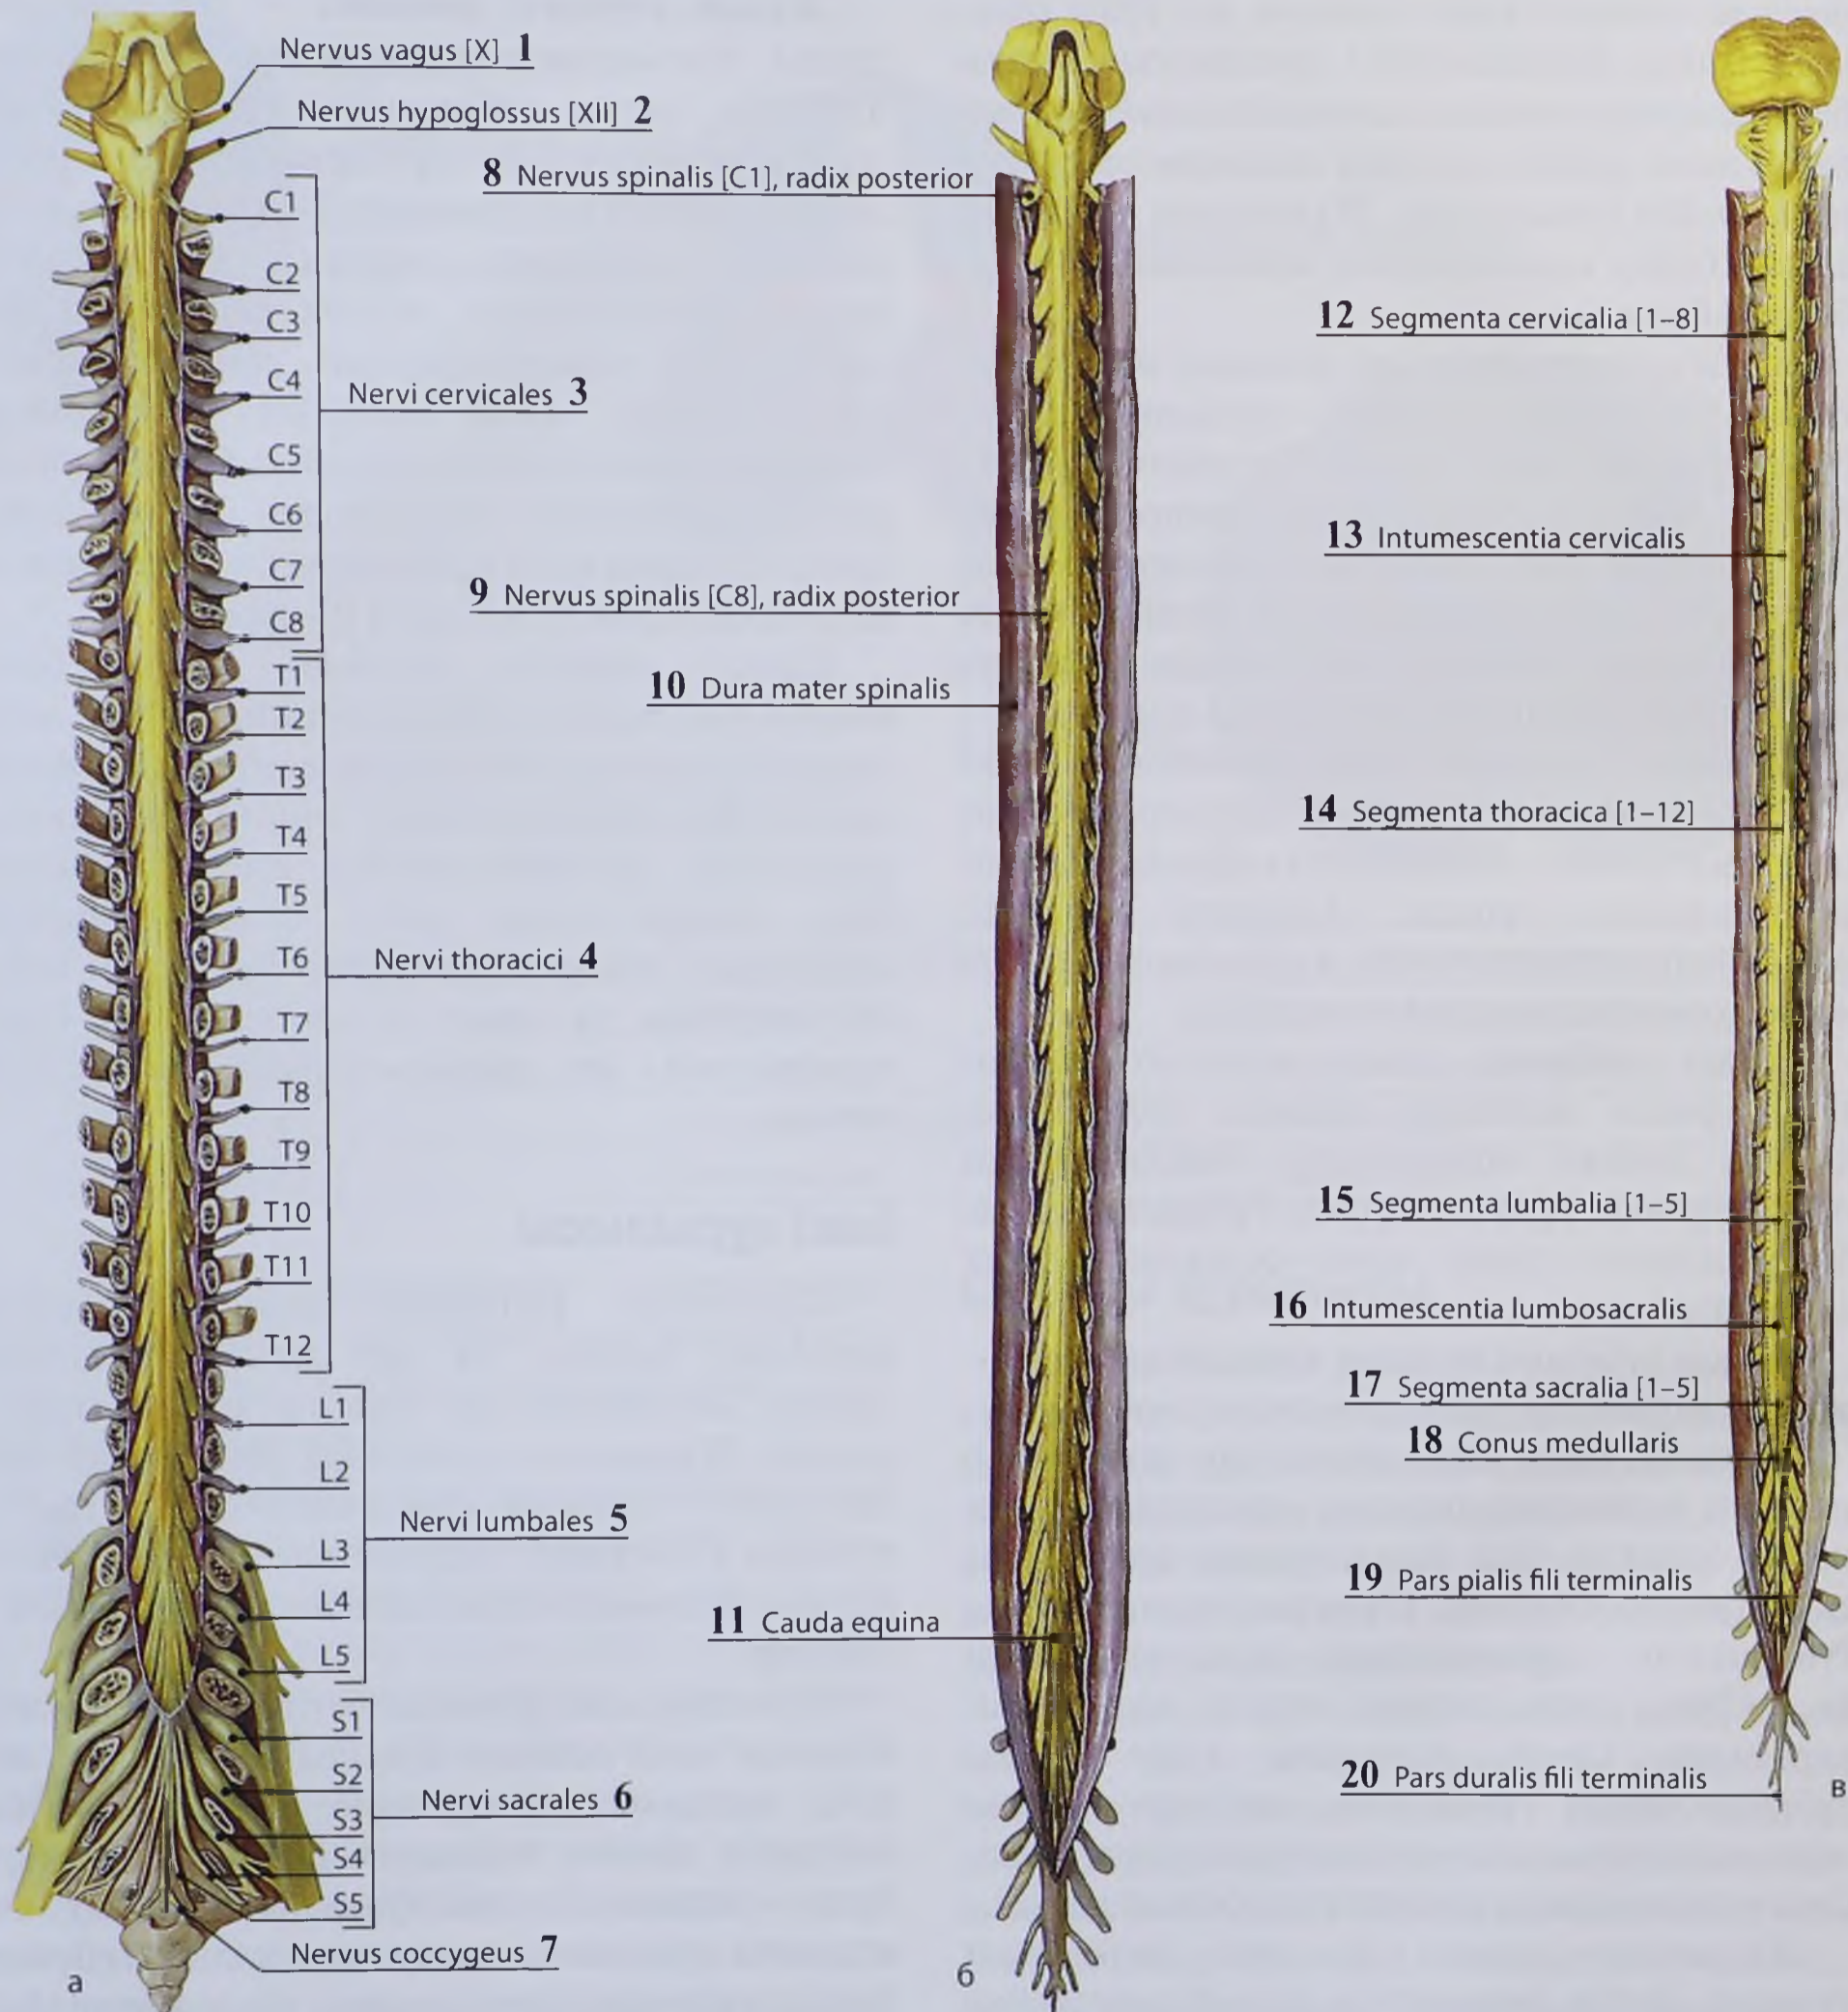 Nervus vagus [X] 1
Nervus hypoglossus [XII] 2
C1
C2
C3
C4
C5
C6
C7
C8
Nervi cervicales 3
T1
T2
T3
T4
T5
T6
T7
T8
T9
T10
T11
T12
Nervi thoracici 4
L1
L2
L3
L4
L5
Nervi lumbales 5
S1
S2
S3
S4
S5
Nervi sacrales 6
Nervus coccygeus 7
а
8 Nervus spinalis [C1], radix posterior
9 Nervus spinalis [C8], radix posterior
10 Dura mater spinalis
11 Cauda equina
б
12 Segmenta cervicalia [1–8]
13 Intumescentia cervicalis
14 Segmenta thoracica [1–12]
15 Segmenta lumbalia [1–5]
16 Intumescentia lumbosacralis
17 Segmenta sacralia [1–5]
18 Conus medullaris
19 Pars pialis fili terminalis
20 Pars duralis fili terminalis
в